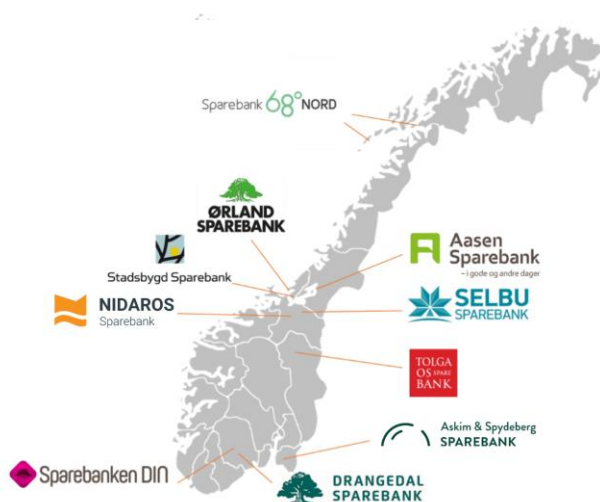 Sparebank 68° NORD
ØRLAND
SPAREBANK
Stadsbygd Sparebank
Aasen
Sparebank
– i gode og andre dager
NIDAROS
Sparebank
SELBU
SPAREBANK
TOLGA
OS SPARE
BANK
Askim & Spydeberg
SPAREBANK
Sparebanken DIN
DRANGEDAL
SPAREBANK